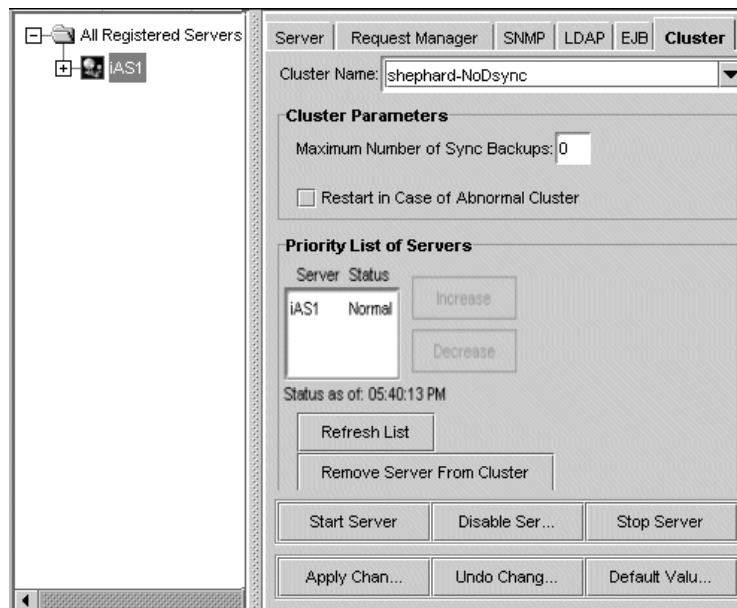 All Registered Servers
iAS1
Server Request Manager SNMP LDAP EJB Cluster
Cluster Name: shephard-NoDsync
Cluster Parameters
Maximum Number of Sync Backups: 0
Restart in Case of Abnormal Cluster
Priority List of Servers
Server Status
iAS1 Normal
Increase
Decrease
Status as of: 05:40:13 PM
Refresh List
Remove Server From Cluster
Start Server Disable Ser... Stop Server
Apply Chan... Undo Chang... Default Valu...